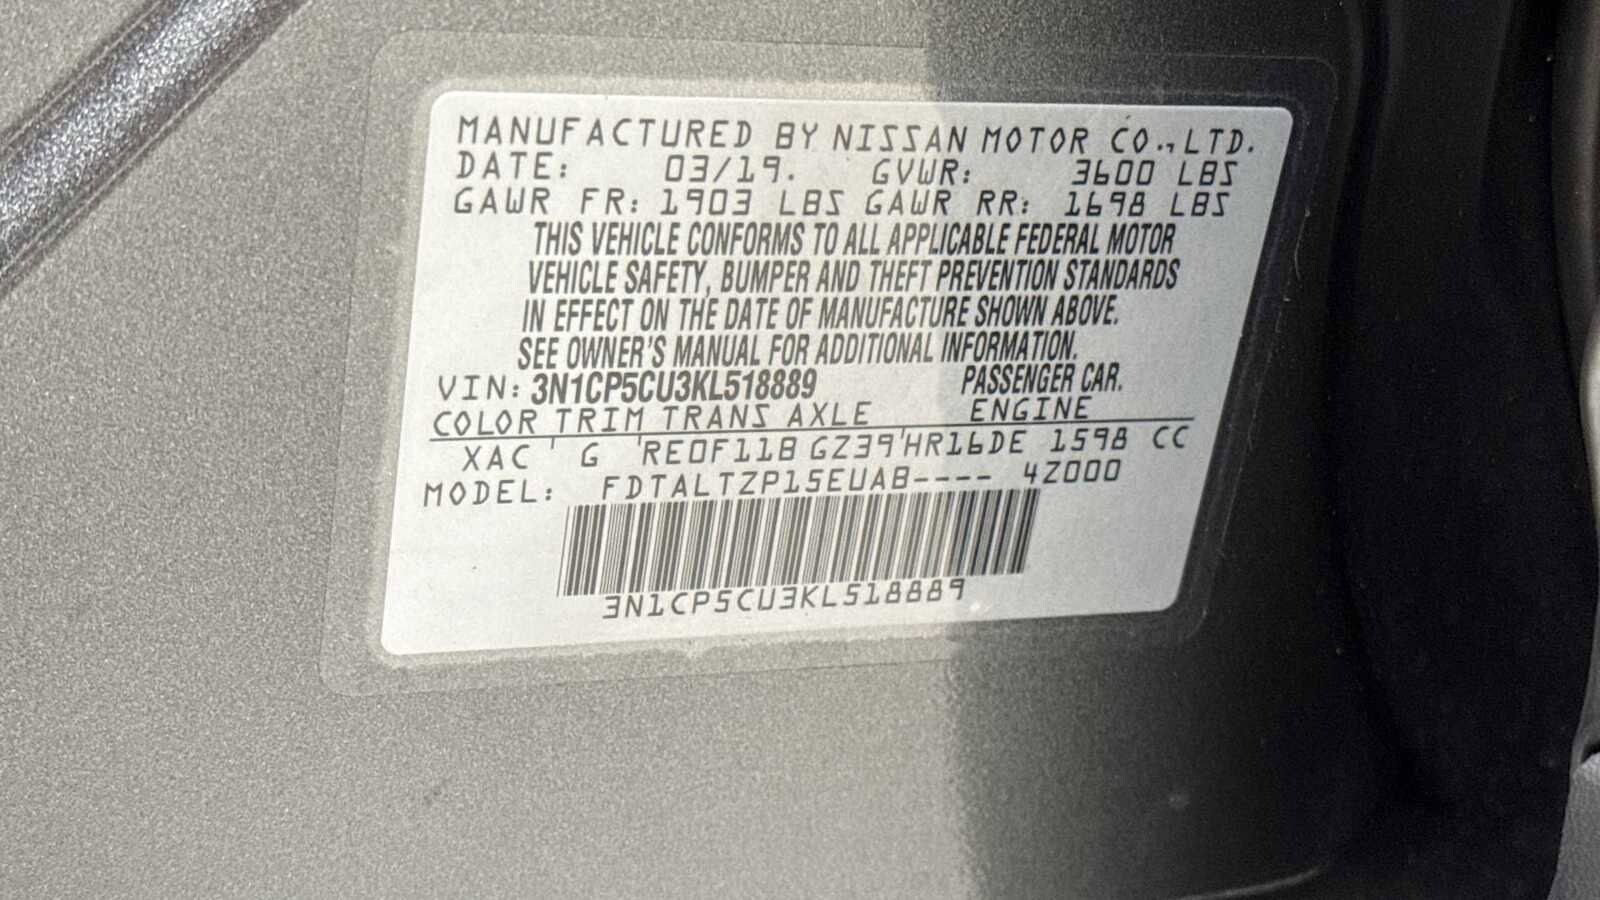 MANUFACTURED BY NISSAN MOTOR CO., LTD.
DATE: 03/19. GVWR: 3600 LBS
GAWR FR: 1903 LBS GAWR RR: 1698 LBS
THIS VEHICLE CONFORMS TO ALL APPLICABLE FEDERAL MOTOR
VEHICLE SAFETY, BUMPER AND THEFT PREVENTION STANDARDS
IN EFFECT ON THE DATE OF MANUFACTURE SHOWN ABOVE.
SEE OWNER'S MANUAL FOR ADDITIONAL INFORMATION.
VIN: 3N1CP5CU3KL518889 PASSENGER CAR.
COLOR TRIM TRANS AXLE ENGINE
XAC ' G 'RE0F11B GZ39'HR16DE 1598 CC
MODEL: FDTALTZP15EUAB---- 4Z000
3N1CP5CU3KL518889